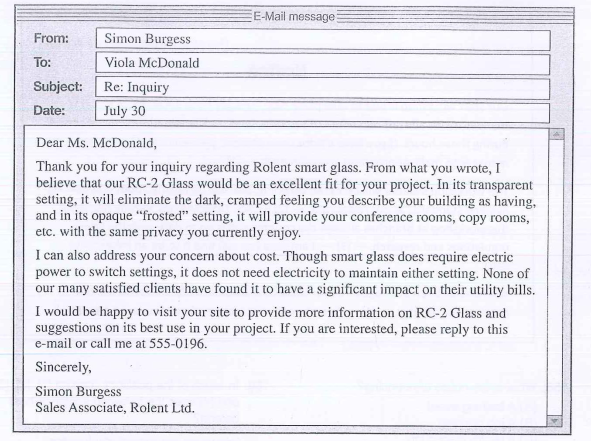 E-Mail message
From: Simon Burgess
To: Viola McDonald
Subject: Re: Inquiry
Date: July 30
Dear Ms. McDonald,
Thank you for your inquiry regarding Rolent smart glass. From what you wrote, I
believe that our RC-2 Glass would be an excellent fit for your project. In its transparent
setting, it will eliminate the dark, cramped feeling you describe your building as having,
and in its opaque “frosted” setting, it will provide your conference rooms, copy rooms,
etc. with the same privacy you currently enjoy.
I can also address your concern about cost. Though smart glass does require electric
power to switch settings, it does not need electricity to maintain either setting. None of
our many satisfied clients have found it to have a significant impact on their utility bills.
I would be happy to visit your site to provide more information on RC-2 Glass and
suggestions on its best use in your project. If you are interested, please reply to this
e-mail or call me at 555-0196.
Sincerely,
Simon Burgess
Sales Associate, Rolent Ltd.